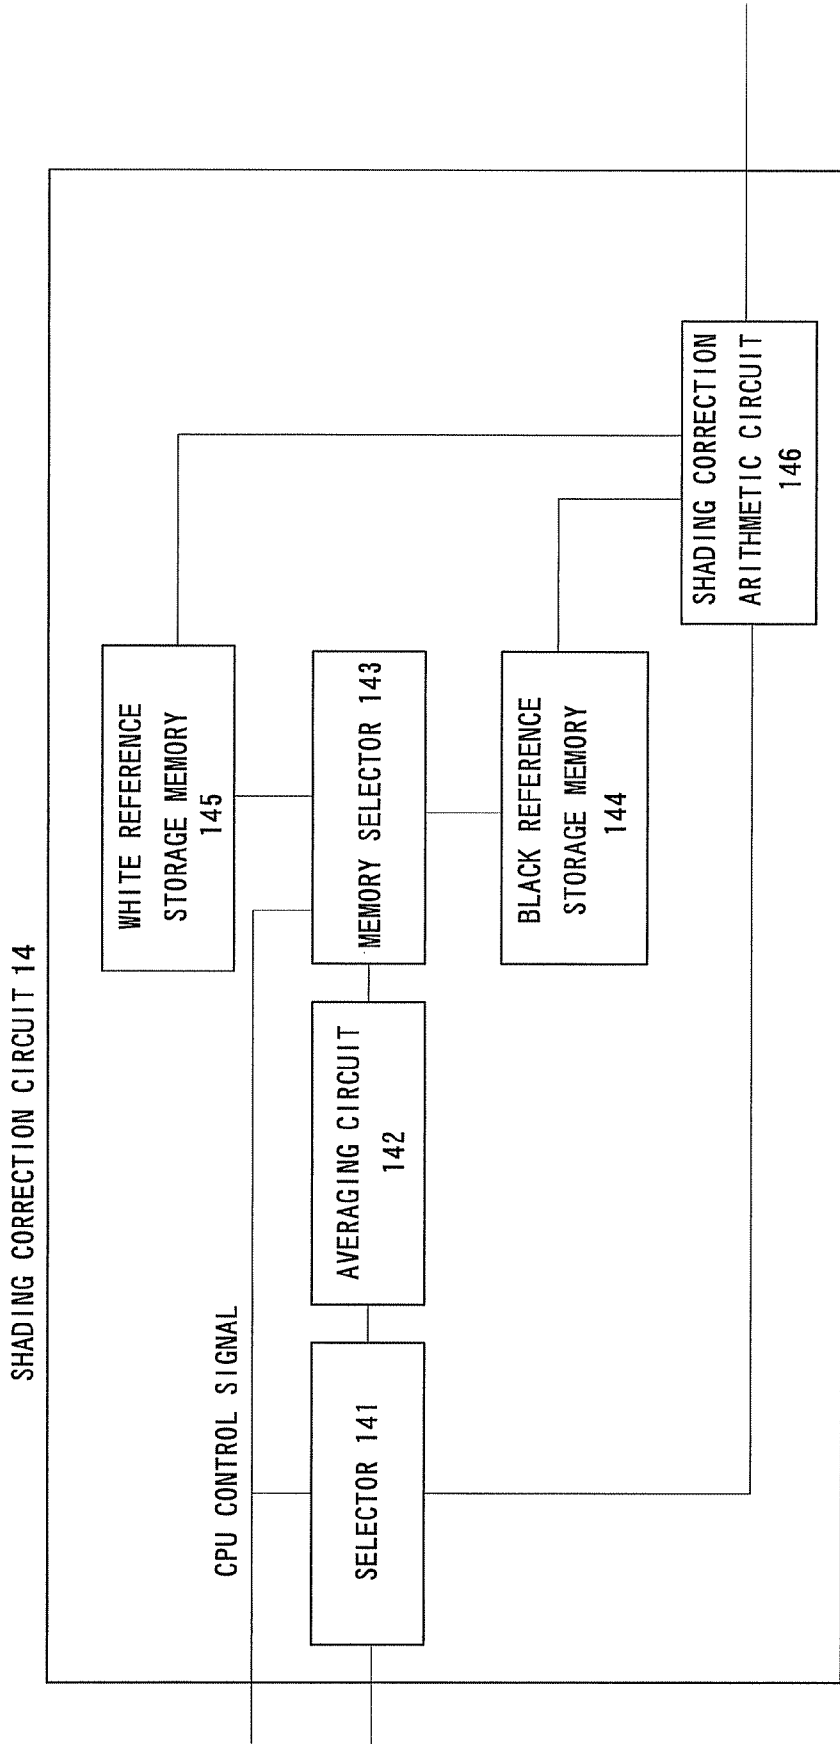 SHADING CORRECTION CIRCUIT 14
CPU CONTROL SIGNAL
SELECTOR 141
AVERAGING CIRCUIT
142
MEMORY SELECTOR 143
WHITE REFERENCE
STORAGE MEMORY
145
BLACK REFERENCE
STORAGE MEMORY
144
SHADING CORRECTION
ARITHMETIC CIRCUIT
146